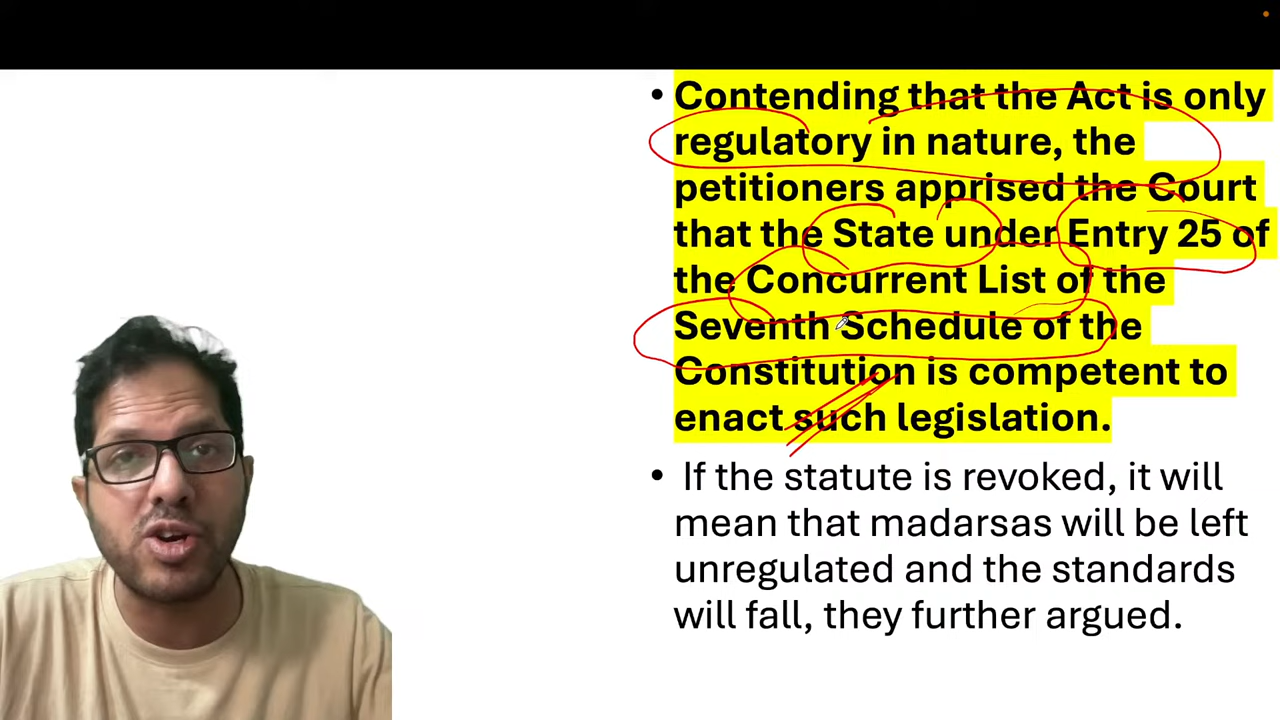 • Contending that the Act is only
regulatory in nature, the
petitioners apprised the Court
that the State under Entry 25 of
the Concurrent List of the
Seventh Schedule of the
Constitution is competent to
enact such legislation.
• If the statute is revoked, it will
mean that madarsas will be left
unregulated and the standards
will fall, they further argued.